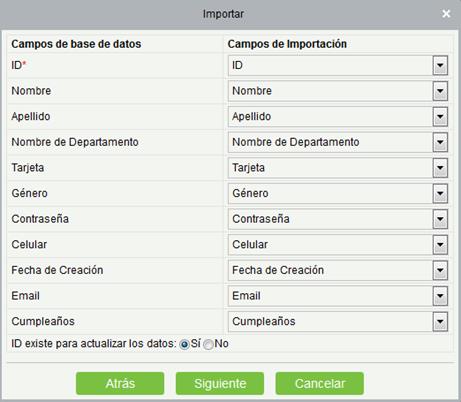 Importar
Campos de base de datos Campos de Importación
ID* ID
Nombre Nombre
Apellido Apellido
Nombre de Departamento Nombre de Departamento
Tarjeta Tarjeta
Género Género
Contraseña Contraseña
Celular Celular
Fecha de Creación Fecha de Creación
Email Email
Cumpleaños Cumpleaños
ID existe para actualizar los datos: Sí No
Atrás Siguiente Cancelar